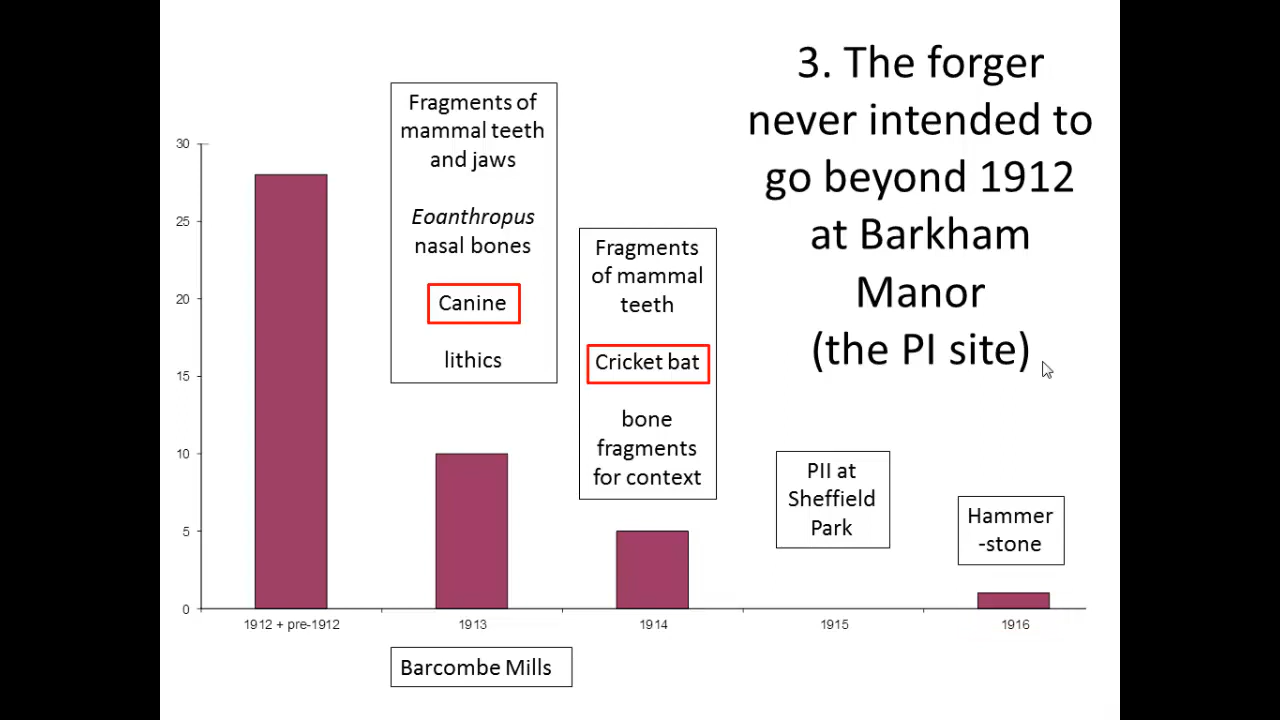 3. The forger
never intended to
go beyond 1912
at Barkham
Manor
(the PI site)
Fragments of
mammal teeth
and jaws
Eoanthropus
nasal bones
Canine
lithics
Fragments
of mammal
teeth
Cricket bat
bone
fragments
for context
PII at
Sheffield
Park
Hammer
-stone
30
25
20
15
10
5
0
1912 + pre-1912
1913
1914
1915
1916
Barcombe Mills